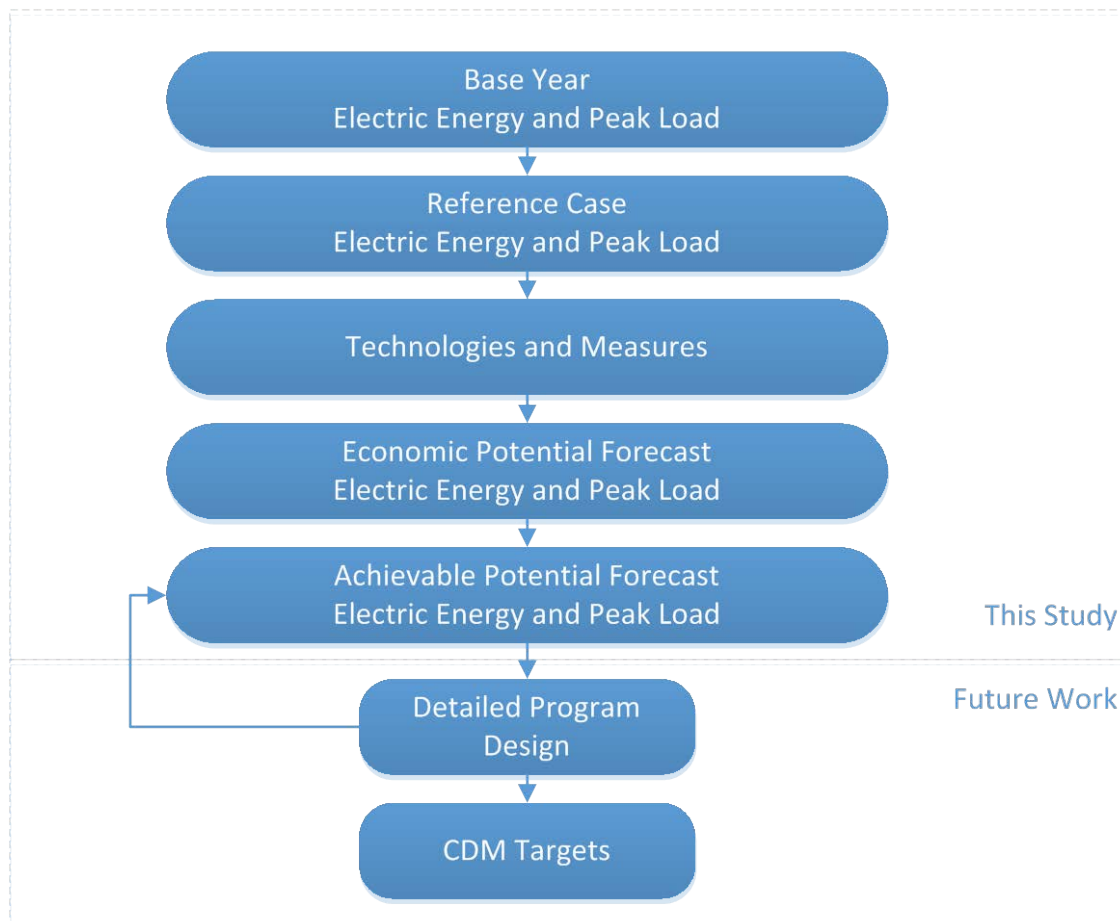 Base Year
Electric Energy and Peak Load
Reference Case
Electric Energy and Peak Load
Technologies and Measures
Economic Potential Forecast
Electric Energy and Peak Load
Achievable Potential Forecast
Electric Energy and Peak Load
This Study
Future Work
Detailed Program
Design
CDM Targets